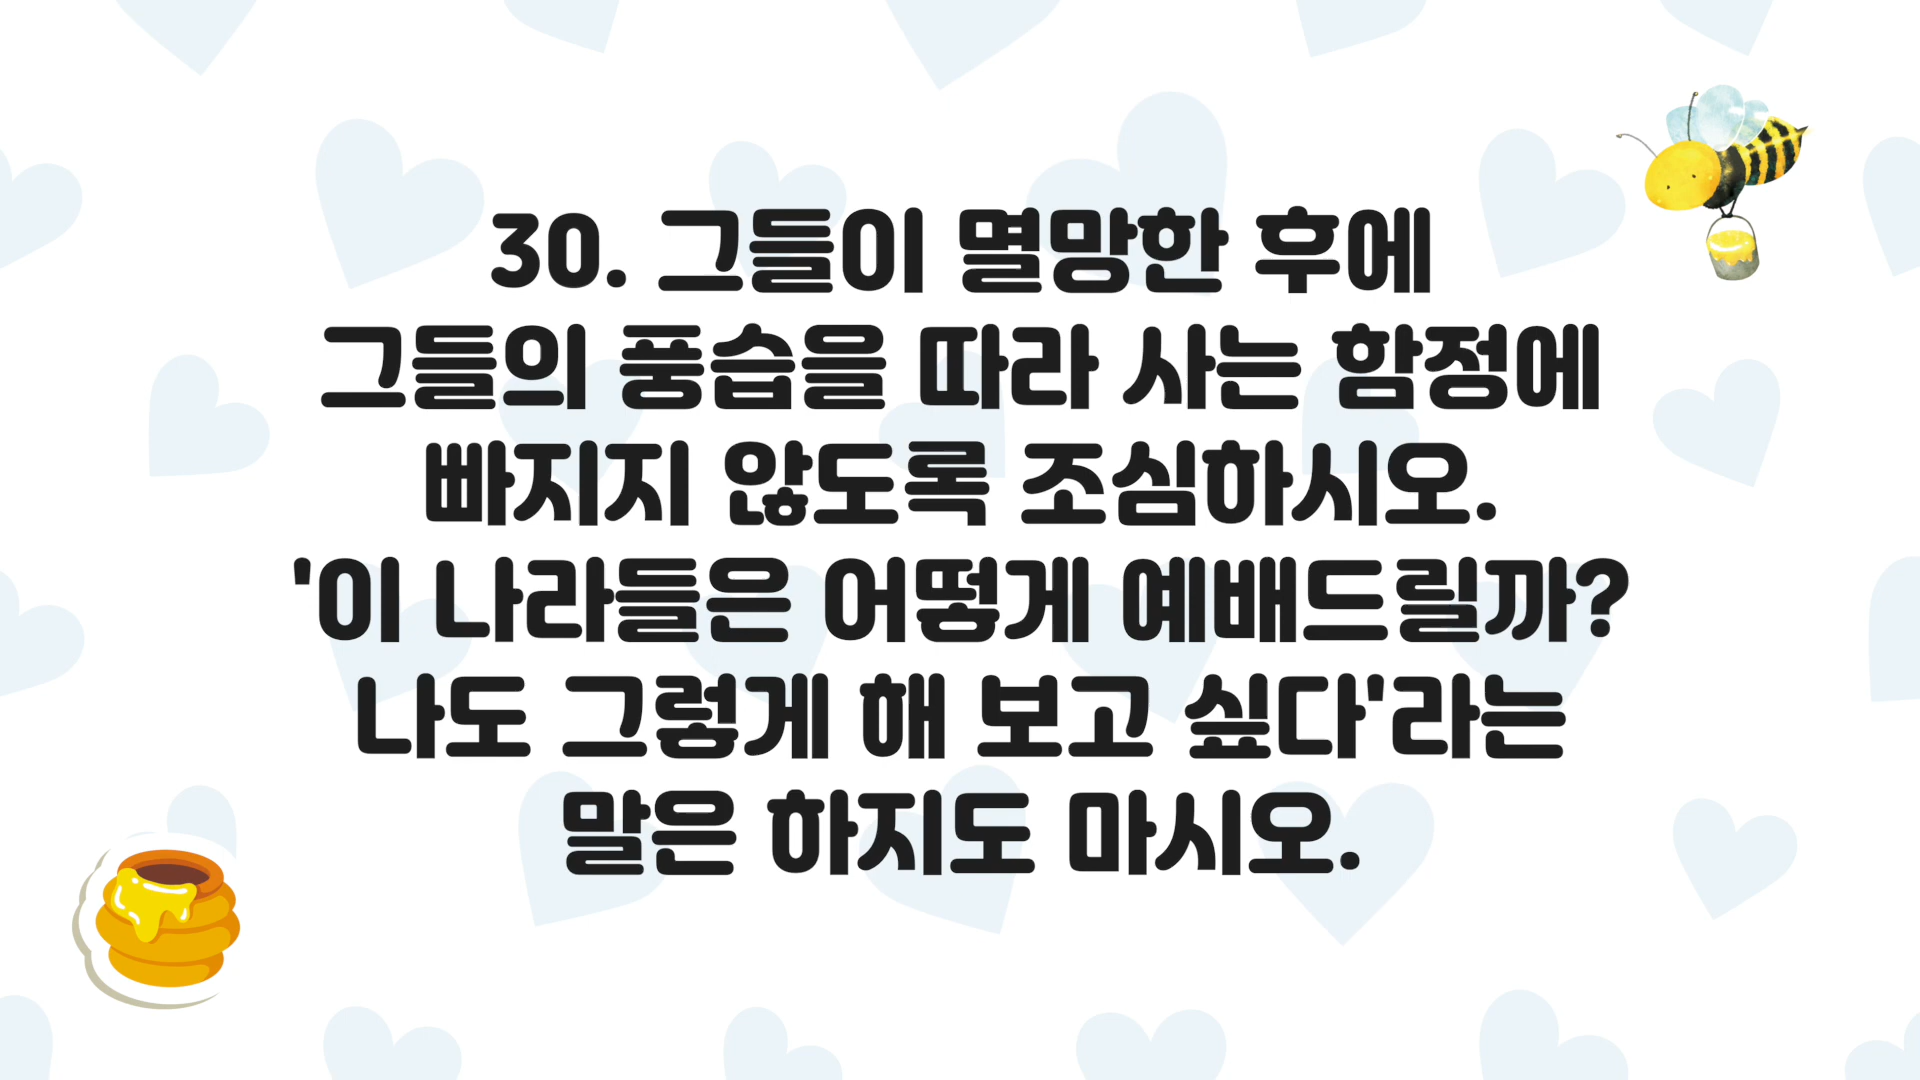 30. 그들이 멸망한 후에
그들의 풍습을 따라 사는 함정에
빠지지 않도록 조심하시오.
'이 나라들은 어떻게 예배드릴까?
나도 그렇게 해 보고 싶다'라는
말은 하지도 마시오.